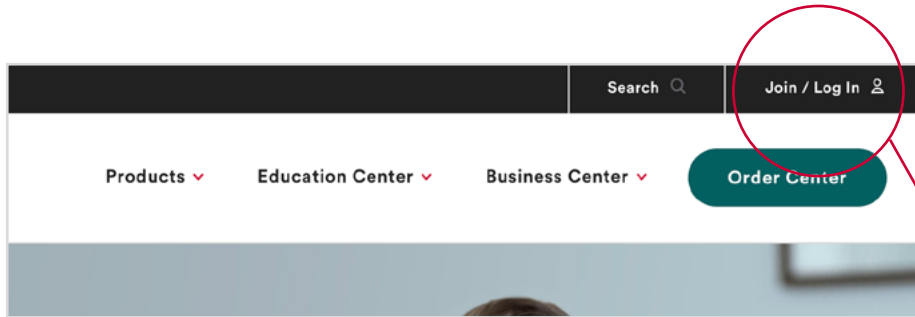 Search
Join / Log In
Products
Education Center
Business Center
Order Center